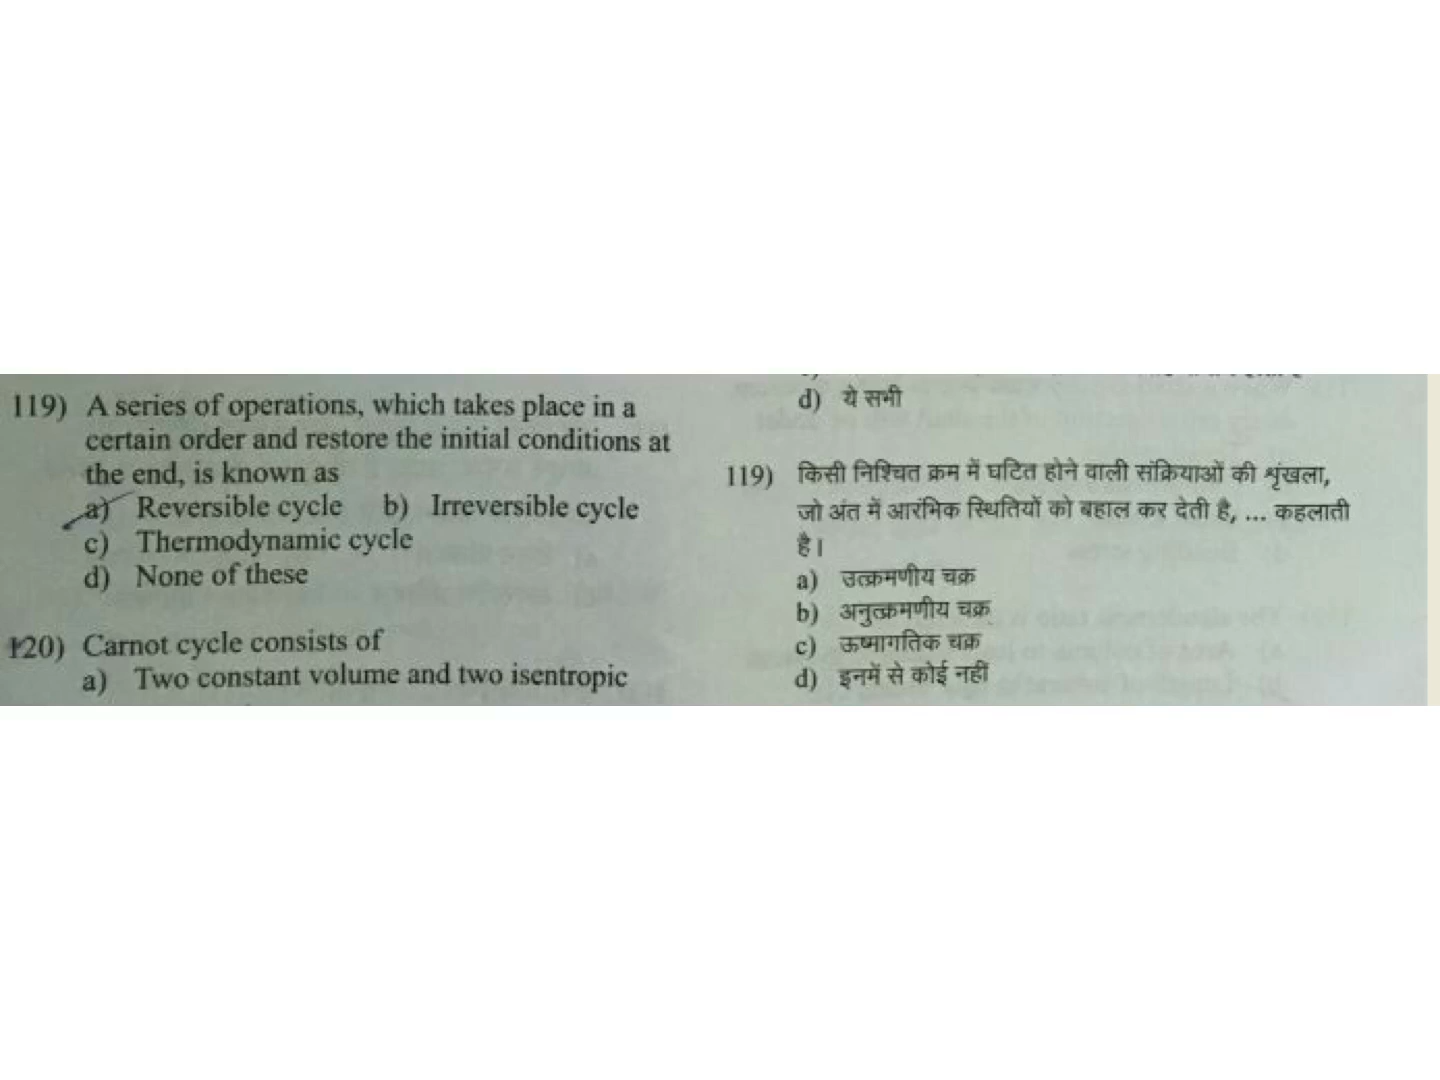 119) A series of operations, which takes place in a
certain order and restore the initial conditions at
the end, is known as
a) Reversible cycle b) Irreversible cycle
c) Thermodynamic cycle
d) None of these
120) Carnot cycle consists of
a) Two constant volume and two isentropic
d) ये सभी
119) किसी निश्चित क्रम में घटित होने वाली संक्रियाओं की शृंखला,
जो अंत में आरंभिक स्थितियों को बहाल कर देती है, ... कहलाती
है।
a) उत्क्रमणीय चक्र
b) अनुत्क्रमणीय चक्र
c) ऊष्मागतिक चक्र
d) इनमें से कोई नहीं